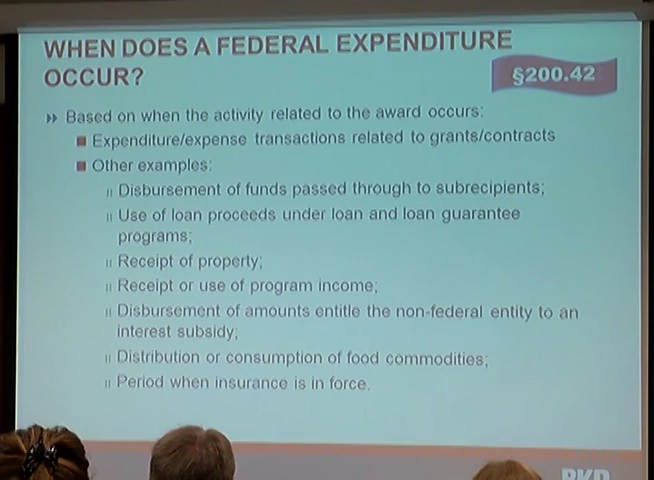 WHEN DOES A FEDERAL EXPENDITURE
OCCUR?
§200.42
Based on when the activity related to the award occurs:
Expenditure/expense transactions related to grants/contracts
Other examples:
Disbursement of funds passed through to subrecipients;
Use of loan proceeds under loan and loan guarantee
programs;
Receipt of property;
Receipt or use of program income;
Disbursement of amounts entitle the non-federal entity to an
interest subsidy;
Distribution or consumption of food commodities;
Period when insurance is in force.